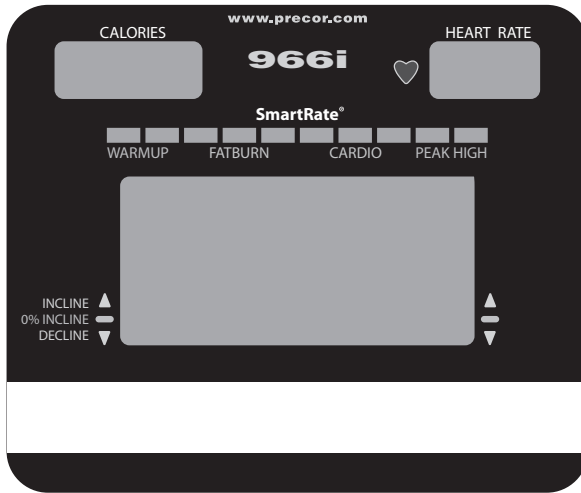 www.precor.com
CALORIES
HEART RATE
966i
SmartRate®
WARMUP FATBURN CARDIO PEAK HIGH
INCLINE
0% INCLINE
DECLINE